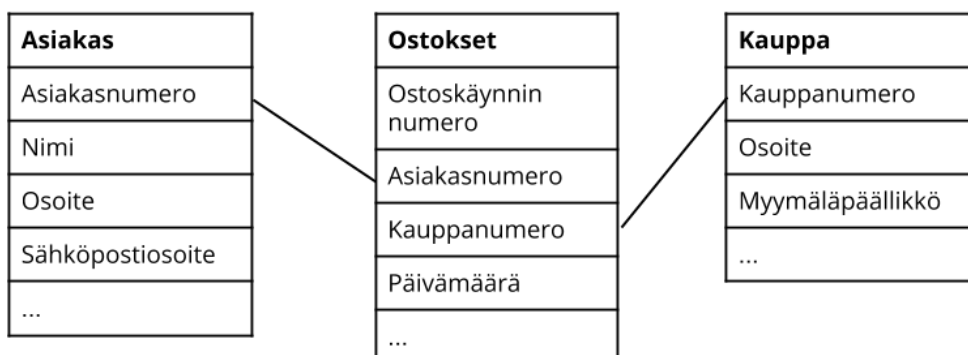 Asiakas
Asiakasnumero
Nimi
Osoite
Sähköpostiosoite
...
Ostokset
Ostoskäynnin
numero
Asiakasnumero
Kauppanumero
Päivämäärä
...
Kauppa
Kauppanumero
Osoite
Myymäläpäällikkö
...